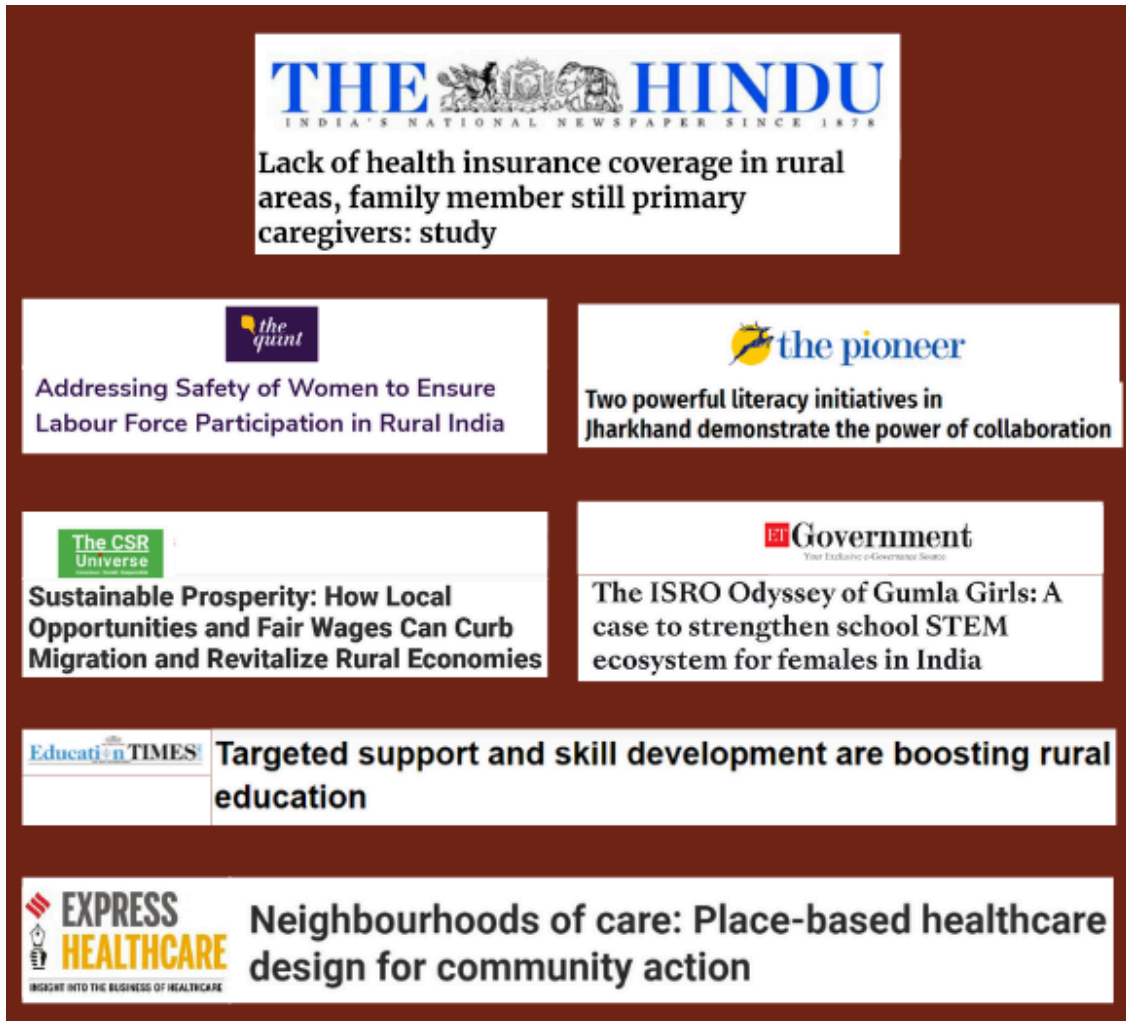 THE HINDU
INDIA'S NATIONAL NEWSPAPER SINCE 1878
Lack of health insurance coverage in rural
areas, family member still primary
caregivers: study
the
quint
Addressing Safety of Women to Ensure
Labour Force Participation in Rural India
the pioneer
Two powerful literacy initiatives in
Jharkhand demonstrate the power of collaboration
The CSR
Universe
Sustainable Prosperity: How Local
Opportunities and Fair Wages Can Curb
Migration and Revitalize Rural Economies
ET Government
Your Exclusive e-Governance Source
The ISRO Odyssey of Gumla Girls: A
case to strengthen school STEM
ecosystem for females in India
Education TIMES
Targeted support and skill development are boosting rural
education
EXPRESS
HEALTHCARE
INSIGHT INTO THE BUSINESS OF HEALTHCARE
Neighbourhoods of care: Place-based healthcare
design for community action